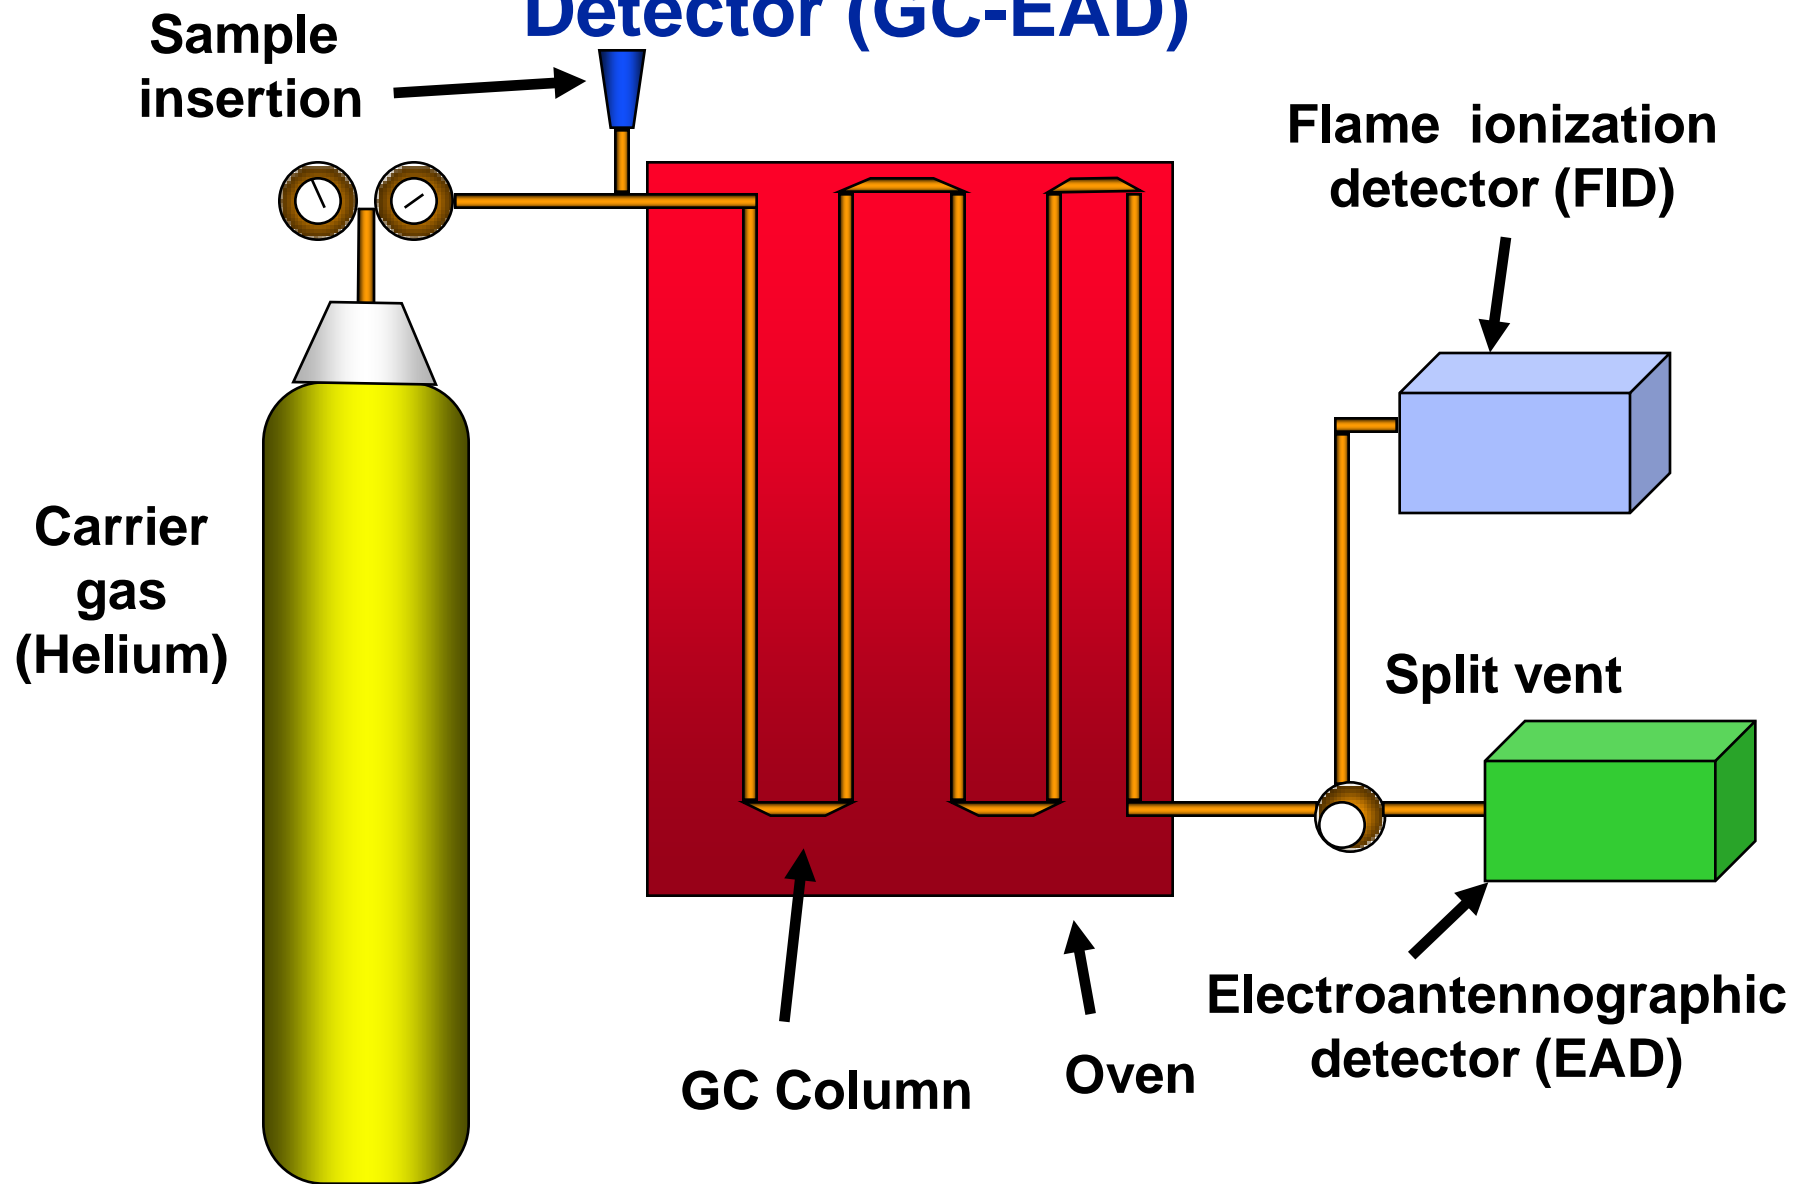 Detector (GC-EAD)
Sample
insertion
Flame ionization
detector (FID)
Carrier
gas
(Helium)
Split vent
Electroantennographic
detector (EAD)
GC Column
Oven